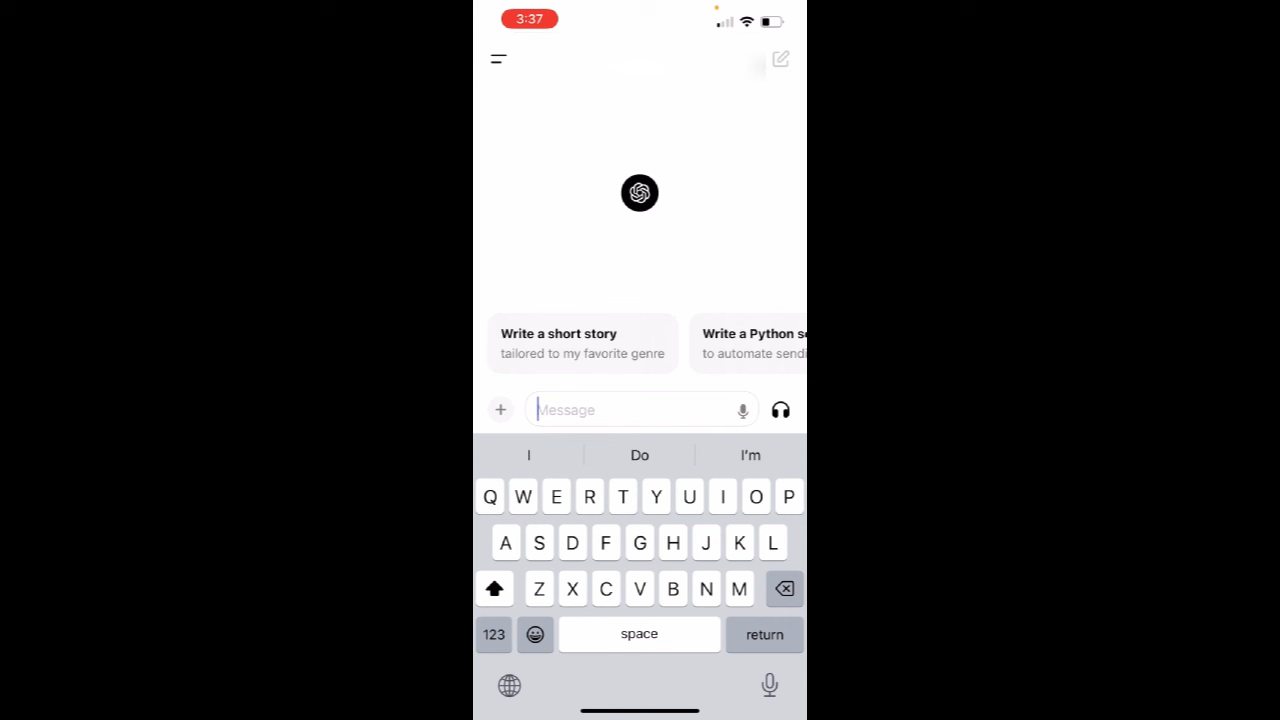 3:37
Write a short story
tailored to my favorite genre
Write a Python s
to automate sendi
Message
I Do I'm
Q W E R T Y U I O P
A S D F G H J K L
Z X C V B N M
123 space return